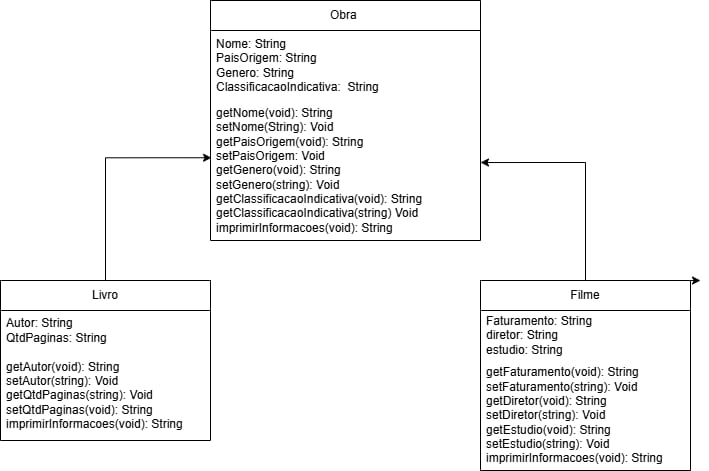 Obra
Nome: String
PaisOrigem: String
Genero: String
ClassificacaoIndicativa:  String
getNome(void): String
setNome(String): Void
getPaisOrigem(void): String
setPaisOrigem: Void
getGenero(void): String
setGenero(string): Void
getClassificacaoIndicativa(void): String
getClassificacaoIndicativa(string) Void
imprimirInformacoes(void): String
Livro
Autor: String
QtdPaginas: String
getAutor(void): String
setAutor(string): Void
getQtdPaginas(string): Void
setQtdPaginas(void): String
imprimirInformacoes(void): String
Filme
Faturamento: String
diretor: String
estudio: String
getFaturamento(void): String
setFaturamento(string): Void
getDiretor(void): String
setDiretor(string): Void
getEstudio(void): String
setEstudio(string): Void
imprimirInformacoes(void): String